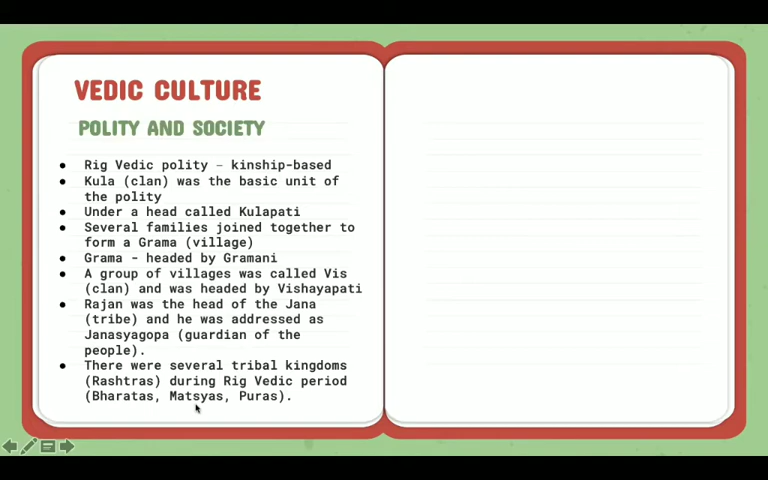 VEDIC CULTURE
POLITY AND SOCIETY
● Rig Vedic polity – kinship-based
● Kula (clan) was the basic unit of
the polity
● Under a head called Kulapati
● Several families joined together to
form a Grama (village)
● Grama - headed by Gramani
● A group of villages was called Vis
(clan) and was headed by Vishayapati
● Rajan was the head of the Jana
(tribe) and he was addressed as
Janasyagopa (guardian of the
people).
● There were several tribal kingdoms
(Rashtras) during Rig Vedic period
(Bharatas, Matsyas, Puras).